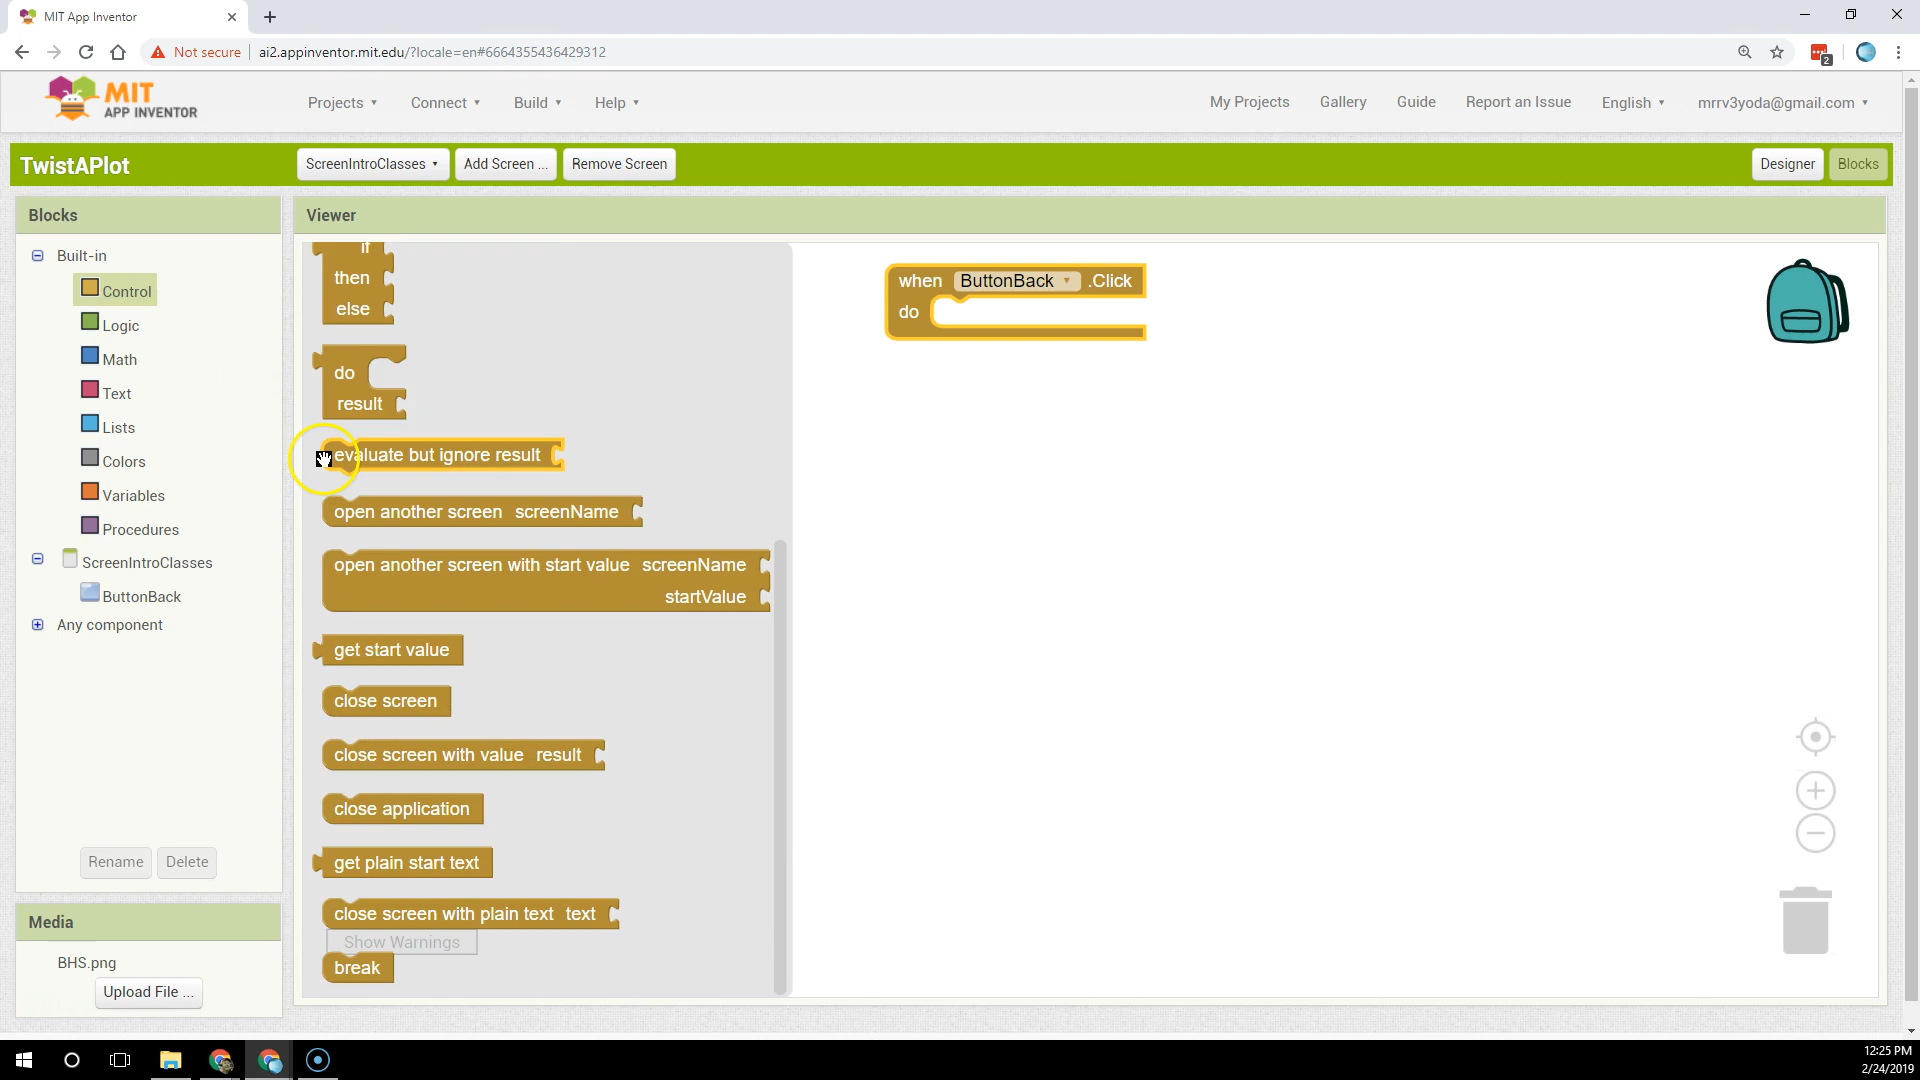 MIT App Inventor
Not secure
ai2.appinventor.mit.edu/?locale=en#6664355436429312
2
MIT
APP INVENTOR
Projects
Connect
Build
Help
My Projects
Gallery
Guide
Report an Issue
English
mrrv3yoda@gmail.com
TwistAPlot
ScreenIntroClasses
Add Screen ...
Remove Screen
Designer
Blocks
Blocks
Built-in
Control
Logic
Math
Text
Lists
Colors
Variables
Procedures
ScreenIntroClasses
ButtonBack
Any component
Rename
Delete
Media
BHS.png
Upload File ...
Viewer
if
then
else
do
result
evaluate but ignore result
open another screen screenName
open another screen with start value screenName
startValue
get start value
close screen
close screen with value result
close application
get plain start text
close screen with plain text text
Show Warnings
break
when ButtonBack .Click
do
12:25 PM
2/24/2019